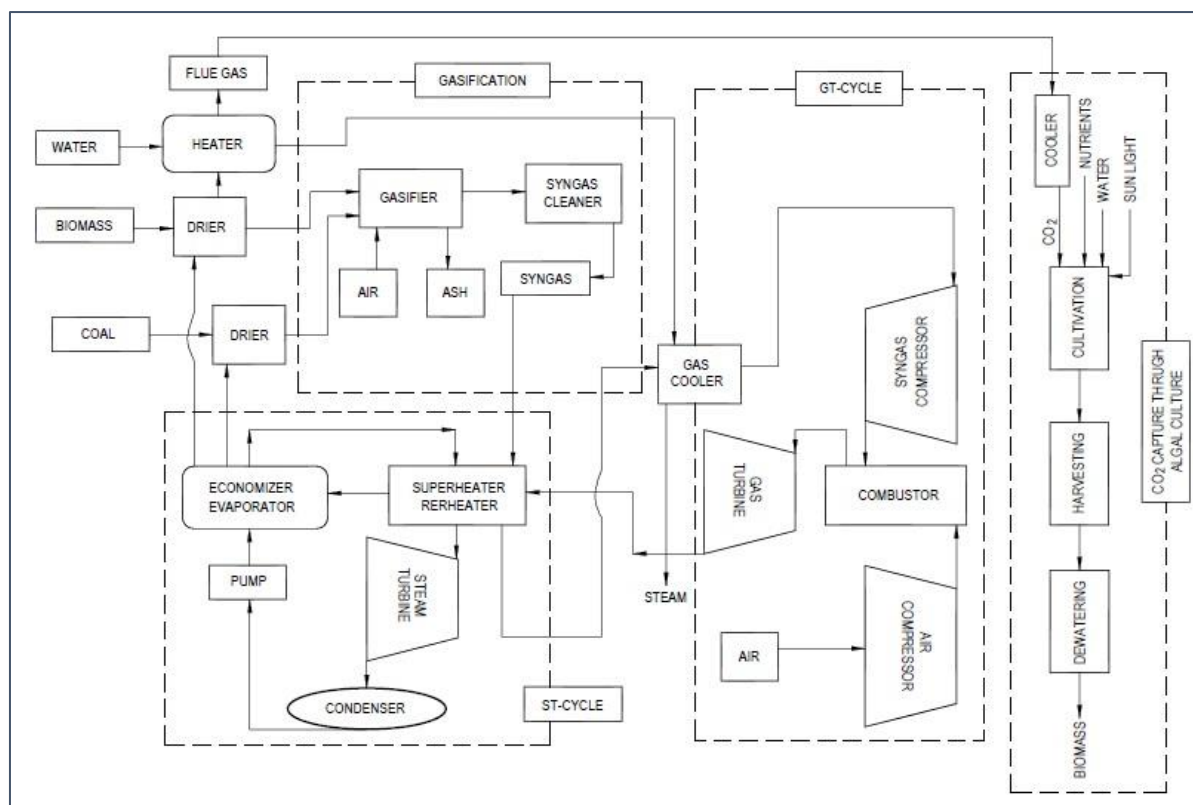 FLUE GAS
GASIFICATION
GT-CYCLE
WATER
HEATER
COOLER
NUTRIENTS
WATER
SUN LIGHT
CO2
BIOMASS
DRIER
GASIFIER
SYNGAS
CLEANER
AIR
ASH
SYNGAS
COAL
DRIER
GAS
COOLER
SYNGAS
COMPRESSOR
CULTIVATION
CO2 CAPTURE THRUGH
ALGAL CULTURE
ECONOMIZER
EVAPORATOR
SUPERHEATER
RERHEATER
GAS
TURBINE
COMBUSTOR
HARVESTING
PUMP
STEAM
TURBINE
STEAM
AIR
AIR
COMPRESSOR
DEWATERING
CONDENSER
ST-CYCLE
BIOMASS